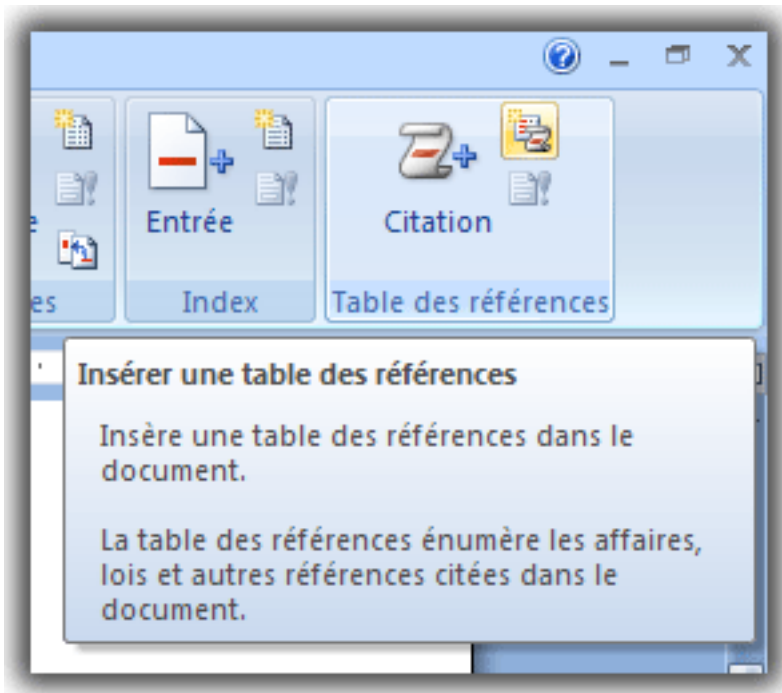 Entrée
Citation
es
Index
Table des références
Insérer une table des références
Insère une table des références dans le
document.
La table des références énumère les affaires,
lois et autres références citées dans le
document.